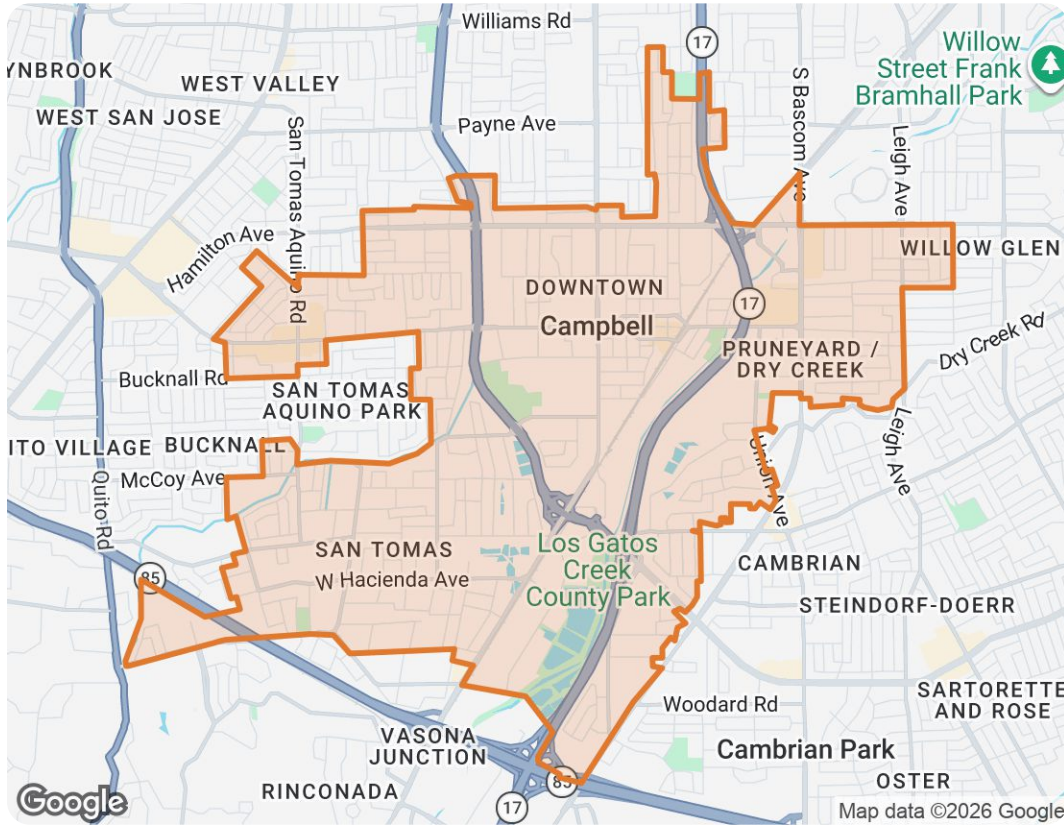 Williams Rd
17
Willow
Street Frank
Bramhall Park
YNBROOK
WEST VALLEY
WEST SAN JOSE
San Tomas Aquino Rd
Payne Ave
S Bascom Ave
Leigh Ave
Hamilton Ave
WILLOW GLEN
DOWNTOWN
Campbell
17
PRUNEYARD /
DRY CREEK
Dry Creek Rd
Bucknall Rd
SAN TOMAS
AQUINO PARK
ITO VILLAGE
BUCKNALL
McCoy Ave
Quito Rd
Union Ave
Leigh Ave
SAN TOMAS
W Hacienda Ave
85
Los Gatos
Creek
County Park
CAMBRIAN
STEINDORF-DOERR
SARTORETTE
AND ROSE
Woodard Rd
VASONA
JUNCTION
Cambrian Park
RINCONADA
85
17
OSTER
Google
Map data ©2026 Google